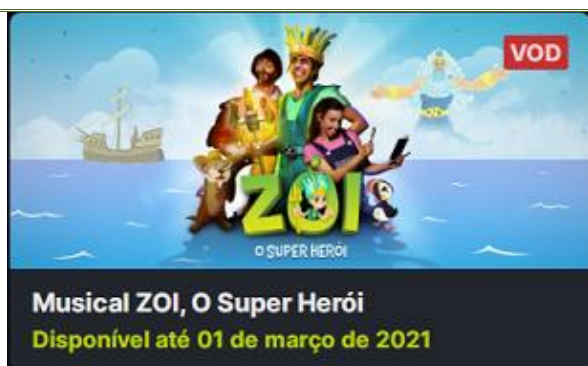 VOD
ZOI
O SUPER HERÓI
Musical ZOI, O Super Herói
Disponível até 01 de março de 2021